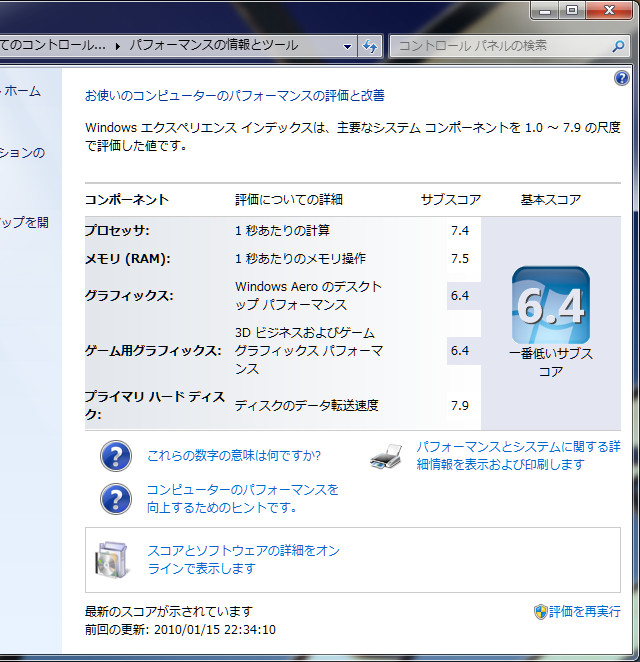 てのコントロール... ▸ パフォーマンスの情報とツール
コントロール パネルの検索
ホーム
ションの
ップを開
お使いのコンピューターのパフォーマンスの評価と改善
Windows エクスペリエンス インデックスは、主要なシステム コンポーネントを 1.0 ～ 7.9 の尺度
で評価した値です。
コンポーネント 評価についての詳細 サブスコア 基本スコア
プロセッサ: 1 秒あたりの計算 7.4
メモリ (RAM): 1 秒あたりのメモリ操作 7.5
グラフィックス: Windows Aero のデスクト
ップ パフォーマンス 6.4
ゲーム用グラフィックス: 3D ビジネスおよびゲーム
グラフィックス パフォーマ
ンス 6.4
プライマリ ハード ディス
ク: ディスクのデータ転送速度 7.9
6.4
一番低いサブス
コア
これらの数字の意味は何ですか?
コンピューターのパフォーマンスを
向上するためのヒントです。
パフォーマンスとシステムに関する詳
細情報を表示および印刷します
スコアとソフトウェアの詳細をオン
ラインで表示します
最新のスコアが示されています
前回の更新: 2010/01/15 22:34:10
評価を再実行